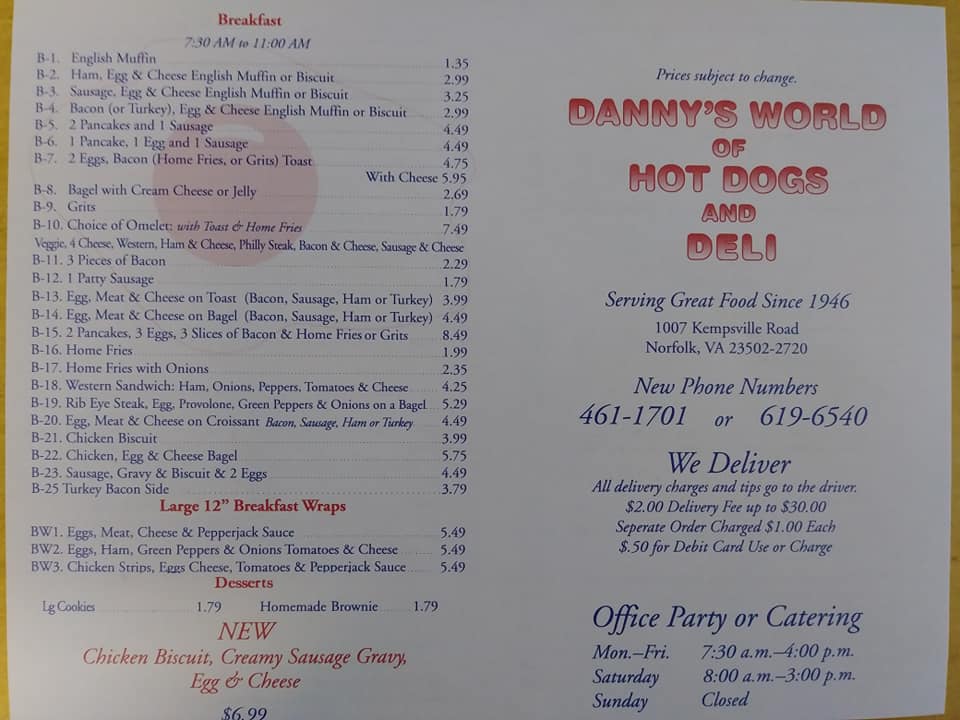 Breakfast
7:30 AM to 11:00 AM
B-1. English Muffin 1.35
B-2. Ham, Egg & Cheese English Muffin or Biscuit 2.99
B-3. Sausage, Egg & Cheese English Muffin or Biscuit 3.25
B-4. Bacon (or Turkey), Egg & Cheese English Muffin or Biscuit 2.99
B-5. 2 Pancakes and 1 Sausage 4.49
B-6. 1 Pancake, 1 Egg and 1 Sausage 4.49
B-7. 2 Eggs, Bacon (Home Fries, or Grits) Toast 4.75
With Cheese 5.95
B-8. Bagel with Cream Cheese or Jelly 2.69
B-9. Grits 1.79
B-10. Choice of Omelet: with Toast & Home Fries 7.49
Veggie, 4 Cheese, Western, Ham & Cheese, Philly Steak, Bacon & Cheese, Sausage & Cheese
B-11. 3 Pieces of Bacon 2.29
B-12. 1 Patty Sausage 1.79
B-13. Egg, Meat & Cheese on Toast (Bacon, Sausage, Ham or Turkey) 3.99
B-14. Egg, Meat & Cheese on Bagel (Bacon, Sausage, Ham or Turkey) 4.49
B-15. 2 Pancakes, 3 Eggs, 3 Slices of Bacon & Home Fries or Grits 8.49
B-16. Home Fries 1.99
B-17. Home Fries with Onions 2.35
B-18. Western Sandwich: Ham, Onions, Peppers, Tomatoes & Cheese 4.25
B-19. Rib Eye Steak, Egg, Provolone, Green Peppers & Onions on a Bagel 5.29
B-20. Egg, Meat & Cheese on Croissant Bacon, Sausage, Ham or Turkey 4.49
B-21. Chicken Biscuit 3.99
B-22. Chicken, Egg & Cheese Bagel 5.75
B-23. Sausage, Gravy & Biscuit & 2 Eggs 4.49
B-25 Turkey Bacon Side 3.79
Large 12” Breakfast Wraps
BW1. Eggs, Meat, Cheese & Pepperjack Sauce 5.49
BW2. Eggs, Ham, Green Peppers & Onions Tomatoes & Cheese 5.49
BW3. Chicken Strips, Eggs Cheese, Tomatoes & Pepperjack Sauce 5.49
Desserts
Lg Cookies 1.79 Homemade Brownie 1.79
NEW
Chicken Biscuit, Creamy Sausage Gravy,
Egg & Cheese
$6.99
Prices subject to change.
DANNY'S WORLD
OF
HOT DOGS
AND
DELI
Serving Great Food Since 1946
1007 Kempsville Road
Norfolk, VA 23502-2720
New Phone Numbers
461-1701 or 619-6540
We Deliver
All delivery charges and tips go to the driver.
$2.00 Delivery Fee up to $30.00
Seperate Order Charged $1.00 Each
$.50 for Debit Card Use or Charge
Office Party or Catering
Mon.–Fri. 7:30 a.m.–4:00 p.m.
Saturday 8:00 a.m.–3:00 p.m.
Sunday Closed